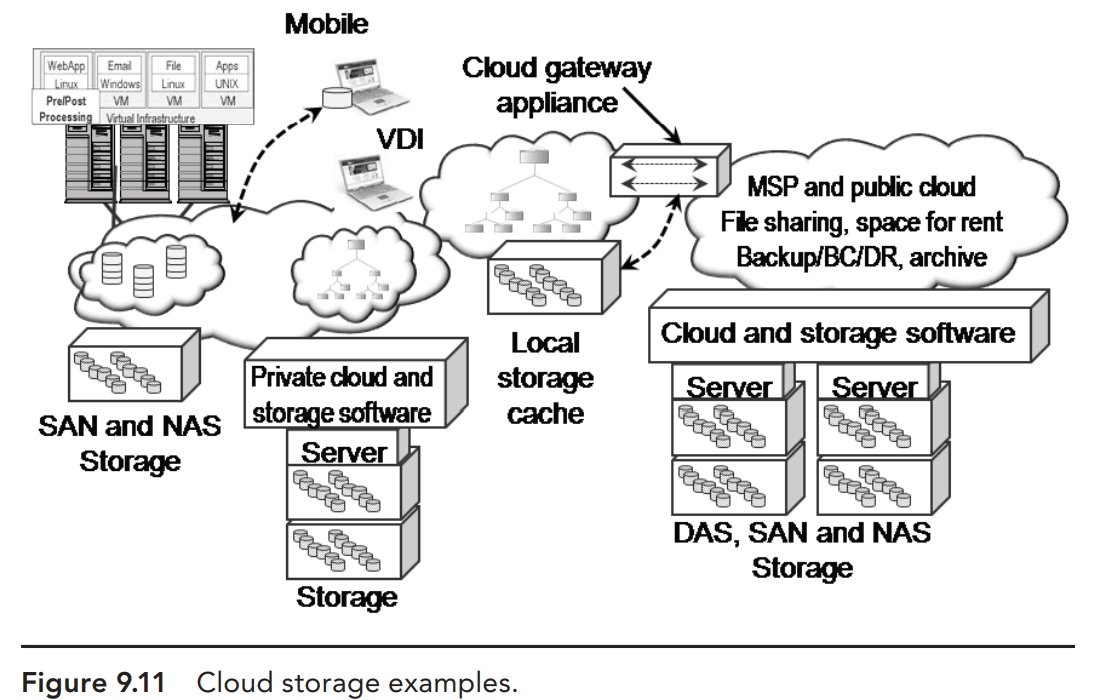 Mobile
WebApp
Email
File
Apps
Linux
Windows
Linux
UNIX
Pre/Post
Processing
VM
VM
VM
Virtual Infrastructure
VDI
Cloud gateway
appliance
MSP and public cloud
File sharing, space for rent
Backup/BC/DR, archive
SAN and NAS
Storage
Private cloud and
storage software
Server
Storage
Local
storage
cache
Cloud and storage software
Server
Server
DAS, SAN and NAS
Storage
Figure 9.11 Cloud storage examples.